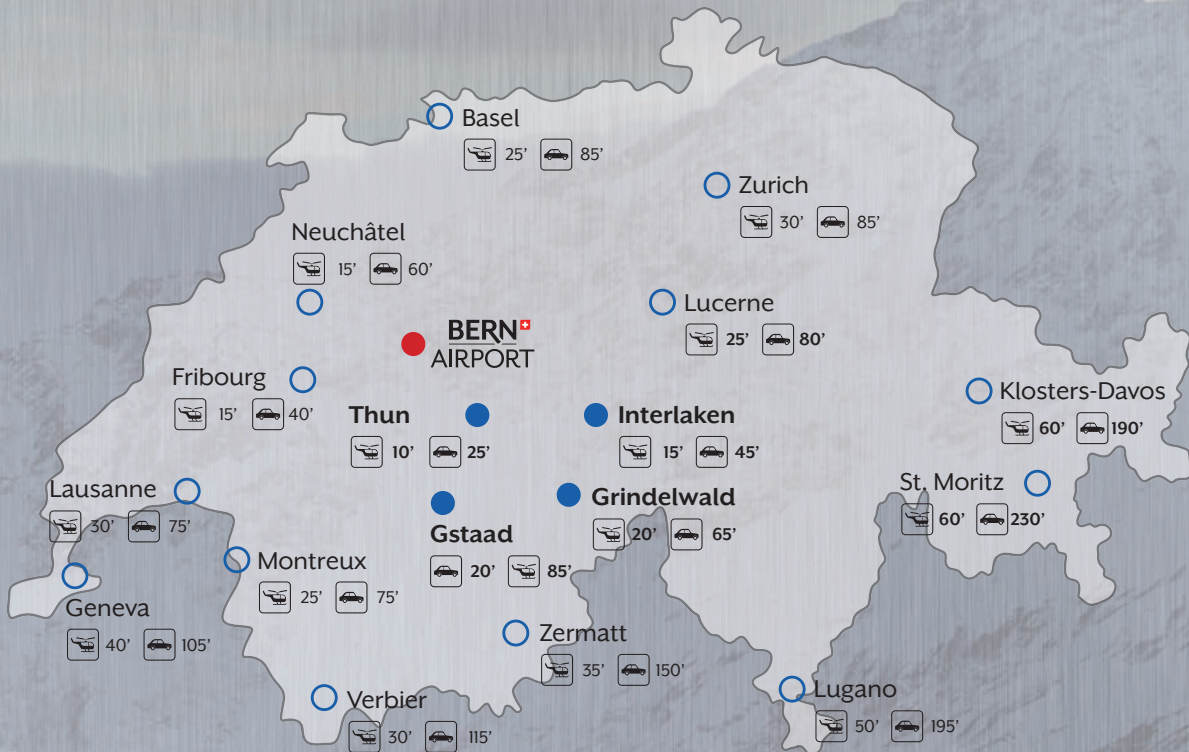 Basel
25’ 85’
Zurich
30’ 85’
Neuchâtel
15’ 60’
Lucerne
25’ 80’
BERN
AIRPORT
Fribourg
15’ 40’
Klosters-Davos
60’ 190’
Thun
10’ 25’
Interlaken
15’ 45’
Lausanne
30’ 75’
St. Moritz
60’ 230’
Grindelwald
20’ 65’
Gstaad
20’ 85’
Montreux
25’ 75’
Geneva
40’ 105’
Zermatt
35’ 150’
Lugano
50’ 195’
Verbier
30’ 115’